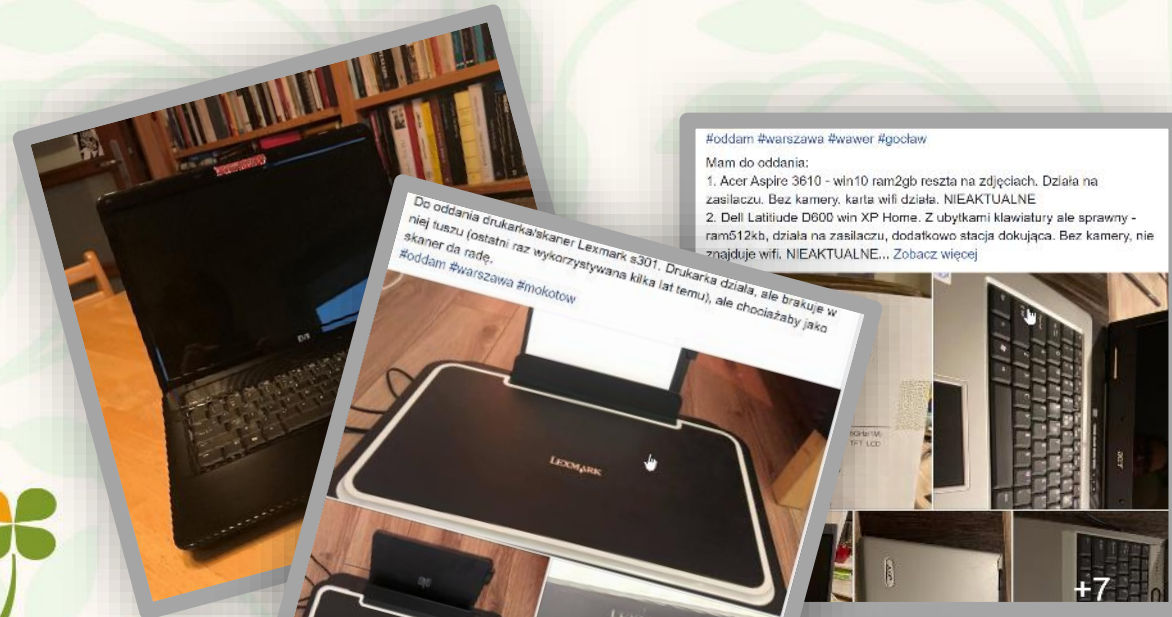 Do oddania drukarka/skaner Lexmark s301. Drukarka działa, ale brakuje w
niej tuszu (ostatni raz wykorzystywana kilka lat temu), ale chociażaby jako
skaner da radę.
#oddam #warszawa #mokotow
LEXMARK
#oddam #warszawa #wawer #gocław
Mam do oddania:
1. Acer Aspire 3610 - win10 ram2gb reszta na zdjęciach. Działa na
zasilaczu. Bez kamery. karta wifi działa. NIEAKTUALNE
2. Dell Latitiude D600 win XP Home. Z ubytkami klawiatury ale sprawny -
ram512kb, działa na zasilaczu, dodatkowo stacja dokująca. Bez kamery, nie
znajduje wifi. NIEAKTUALNE... Zobacz więcej
acer
+7